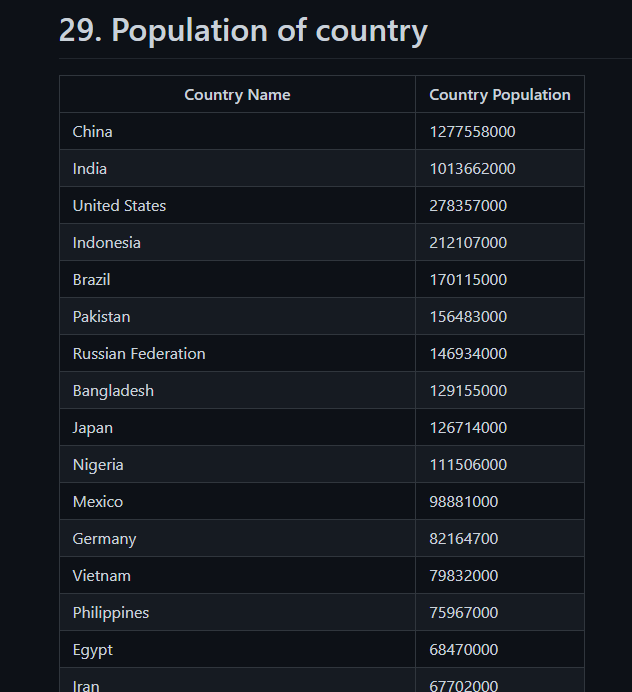 29. Population of country
Country Name Country Population
China 1277558000
India 1013662000
United States 278357000
Indonesia 212107000
Brazil 170115000
Pakistan 156483000
Russian Federation 146934000
Bangladesh 129155000
Japan 126714000
Nigeria 111506000
Mexico 98881000
Germany 82164700
Vietnam 79832000
Philippines 75967000
Egypt 68470000
Iran 67702000